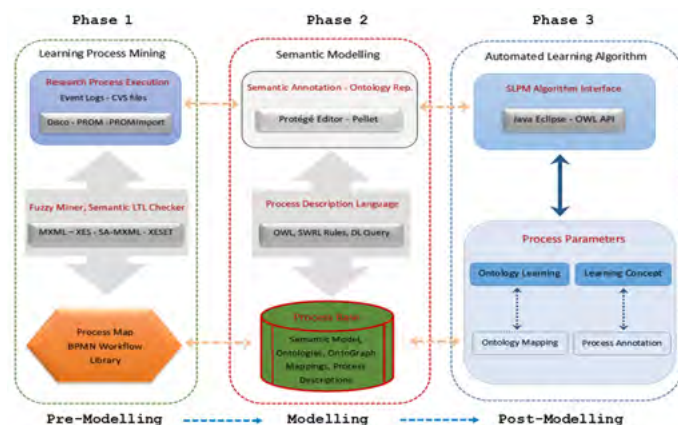 Phase 1
Phase 2
Phase 3
Learning Process Mining
Research Process Execution
Event Logs - CVS files
Disco - PROM -PROMImport
Fuzzy Miner, Semantic LTL Checker
MXML – XES - SA-MXML - XESET
Process Map
BPMN Workflow
Library
Semantic Modelling
Semantic Annotation - Ontology Rep.
Protégé Editor - Pellet
Process Description Language
OWL, SWRL Rules, DL Query
Process
Semantic Model,
Ontologies, OntoGraph
Mappings, Process
Descriptions
Automated Learning Algorithm
SLPM Algorithm Interface
Java Eclipse - OWL API
Process Parameters
Ontology Learning
Learning Concept
Ontology Mapping
Process Annotation
Pre-Modelling
Modelling
Post-Modelling